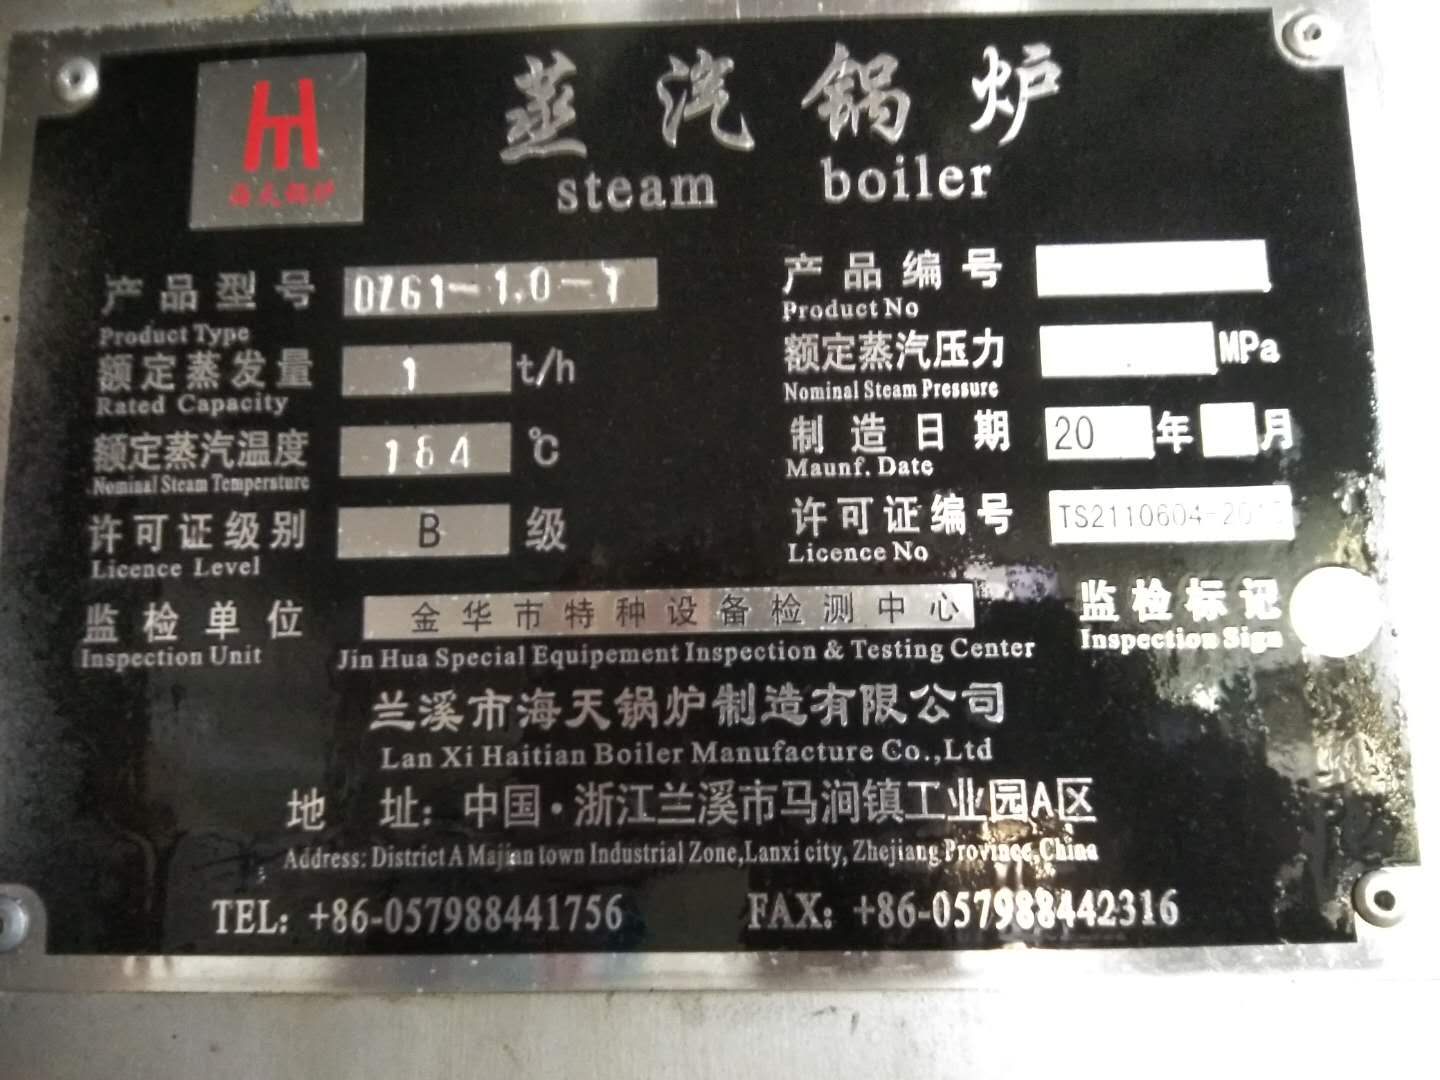 海天锅炉
蒸汽锅炉
steam boiler
产品型号 DZG1-1.0-T
Product Type
产品编号
Product No
额定蒸发量 1 t/h
Rated Capacity
额定蒸汽压力 MPa
Nominal Steam Pressure
额定蒸汽温度 184 ℃
Nominal Steam Temperature
制造日期 20 年 月
Maunf. Date
许可证级别 B 级
Licence Level
许可证编号 TS2110604-20
Licence No
监检单位 金华市特种设备检测中心
Inspection Unit Jin Hua Special Equipement Inspection & Testing Center
监检标记
Inspection Sign
兰溪市海天锅炉制造有限公司
Lan Xi Haitian Boiler Manufacture Co.,Ltd
地 址: 中国·浙江兰溪市马涧镇工业园A区
Address: District A Majian town Industrial Zone,Lanxi city, Zhejiang Province,China
TEL: +86-057988441756 FAX: +86-057988442316